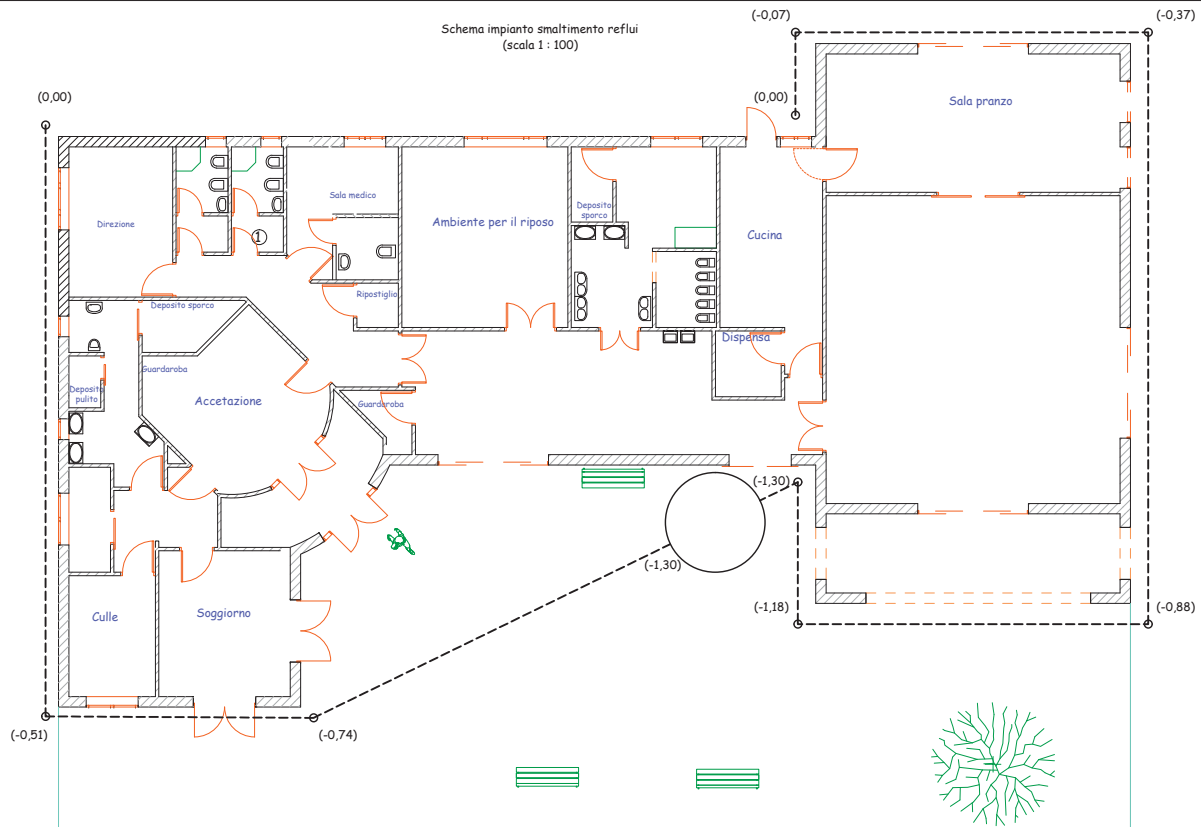 Schema impianto smaltimento reflui
(scala 1 : 100)
(-0,07)
(-0,37)
(0,00)
(0,00)
Sala pranzo
Direzione
1
Sala medico
Ambiente per il riposo
Deposito
sporco
Cucina
Ripostiglio
Deposito sporco
Guardaroba
Dispensa
Deposito
pulito
Accetazione
Guardaroba
(-1,30)
(-1,30)
Culle
Soggiorno
(-1,18)
(-0,88)
(-0,51)
(-0,74)